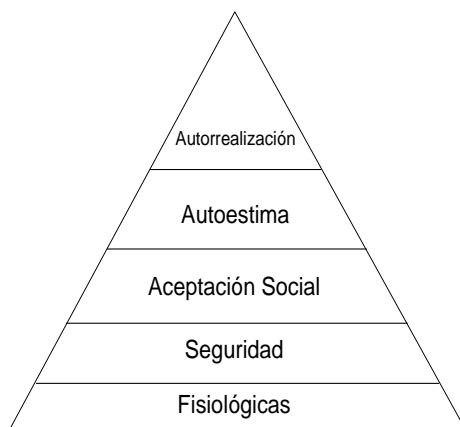 Autorrealización
Autoestima
Aceptación Social
Seguridad
Fisiológicas